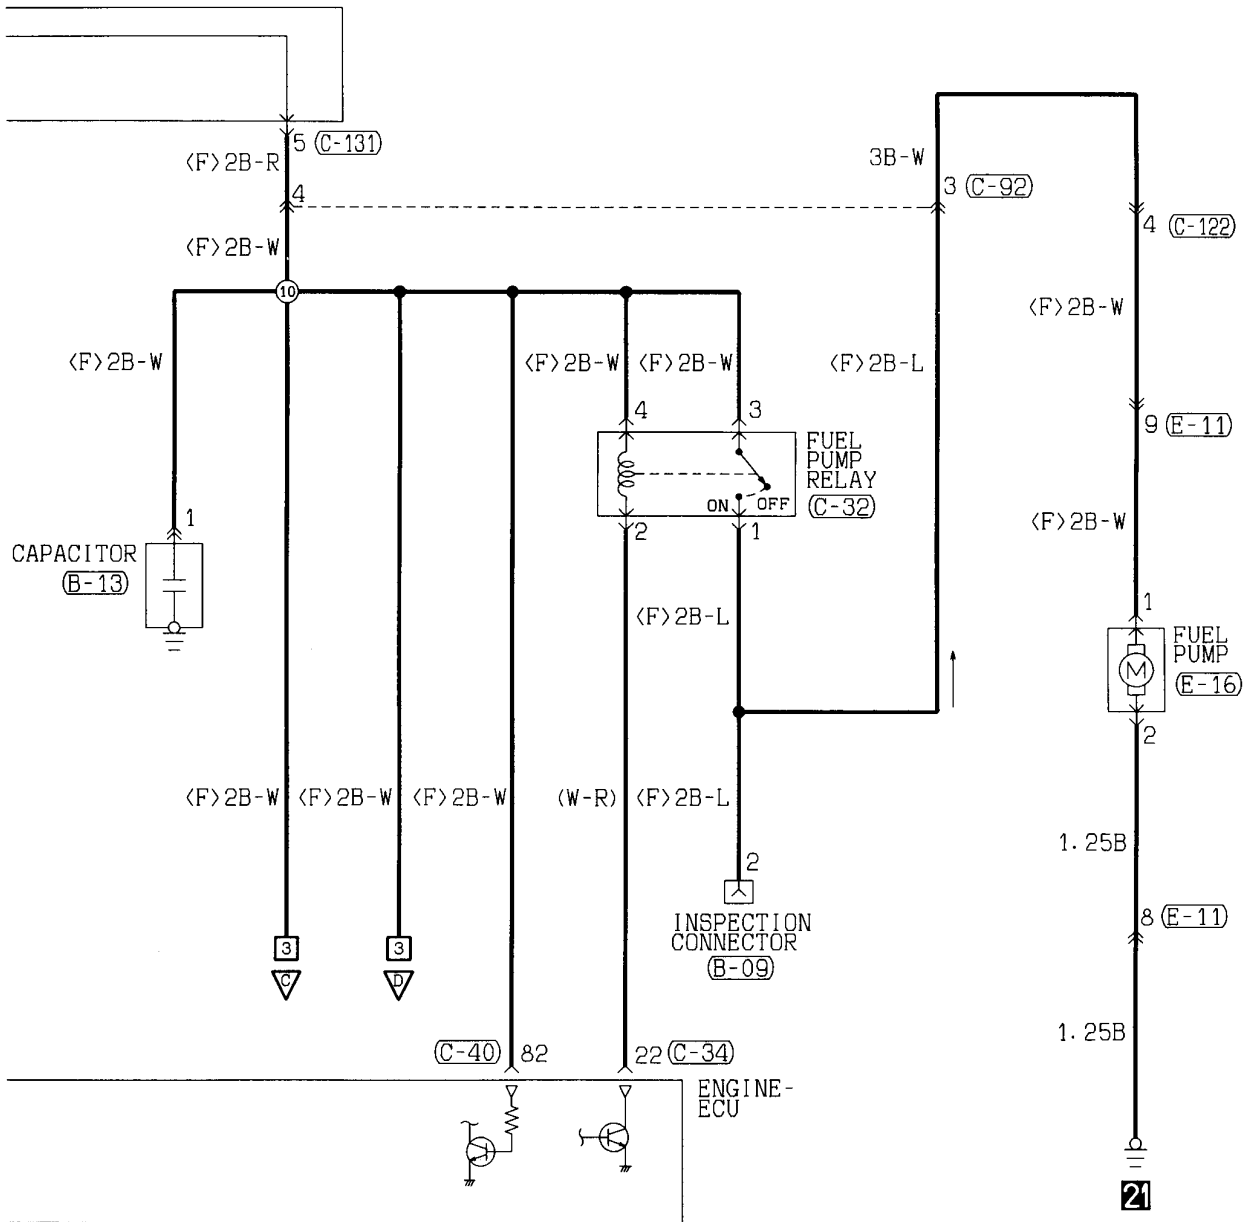 5 (C-131)
<F>2B-R
3B-W
4
3 (C-92)
4 (C-122)
<F>2B-W
10
<F>2B-W
<F>2B-W
<F>2B-W
<F>2B-W
<F>2B-L
4
3
FUEL
PUMP
RELAY
(C-32)
9 (E-11)
ON
OFF
1
2
1
<F>2B-W
CAPACITOR
(B-13)
1
<F>2B-L
FUEL
PUMP
M
(E-16)
2
<F>2B-W
<F>2B-W
<F>2B-W
(W-R)
<F>2B-L
1.25B
2
8 (E-11)
INSPECTION
CONNECTOR
(B-09)
3
3
C
D
1.25B
(C-40) 82
22 (C-34)
ENGINE-
ECU
21